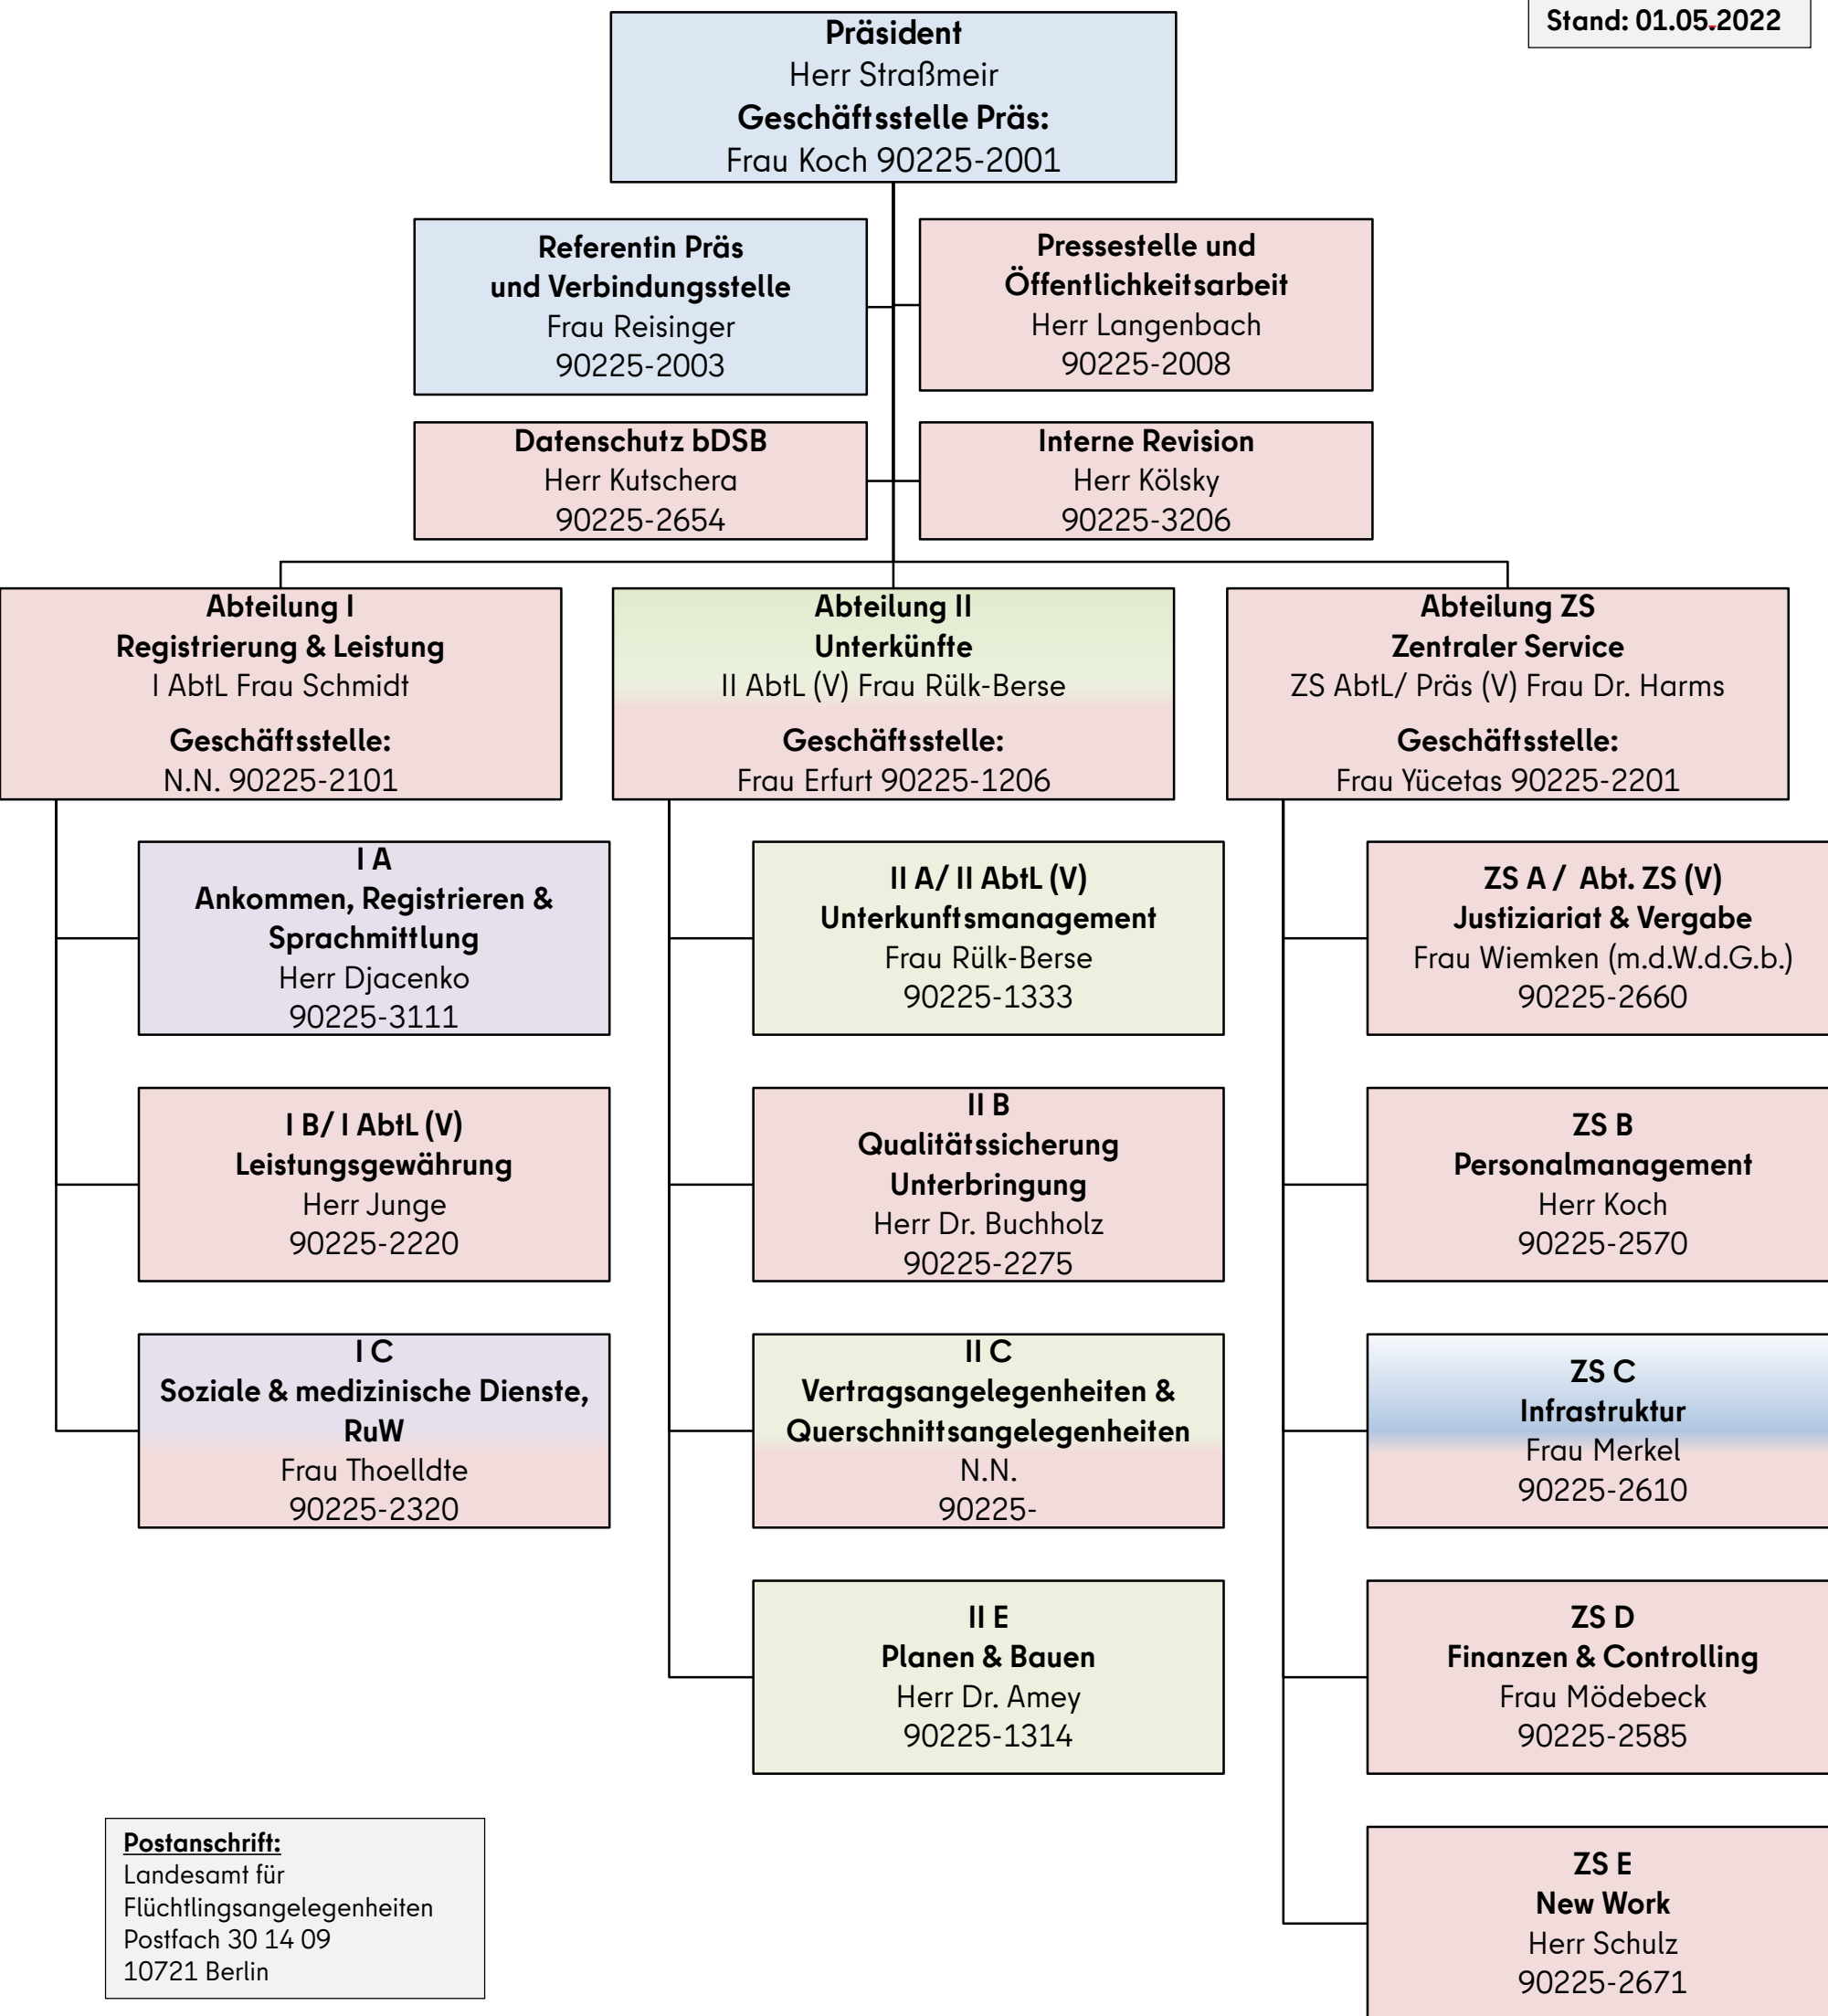 Stand: 01.05.2022
Präsident
Herr Straßmeir
Geschäftsstelle Präs:
Frau Koch 90225-2001
Referentin Präs
und Verbindungsstelle
Frau Reisinger
90225-2003
Pressestelle und
Öffentlichkeitsarbeit
Herr Langenbach
90225-2008
Datenschutz bDSB
Herr Kutschera
90225-2654
Interne Revision
Herr Kölsky
90225-3206
Abteilung I
Registrierung & Leistung
I AbtL Frau Schmidt
Geschäftsstelle:
N.N. 90225-2101
Abteilung II
Unterkünfte
II AbtL (V) Frau Rülk-Berse
Geschäftsstelle:
Frau Erfurt 90225-1206
Abteilung ZS
Zentraler Service
ZS AbtL/ Präs (V) Frau Dr. Harms
Geschäftsstelle:
Frau Yücetas 90225-2201
I A
Ankommen, Registrieren &
Sprachmittlung
Herr Djacenko
90225-3111
I B/ I AbtL (V)
Leistungsgewährung
Herr Junge
90225-2220
I C
Soziale & medizinische Dienste,
RuW
Frau Thoelldte
90225-2320
II A/ II AbtL (V)
Unterkunftsmanagement
Frau Rülk-Berse
90225-1333
II B
Qualitätssicherung
Unterbringung
Herr Dr. Buchholz
90225-2275
II C
Vertragsangelegenheiten &
Querschnittsangelegenheiten
N.N.
90225-
II E
Planen & Bauen
Herr Dr. Amey
90225-1314
ZS A / Abt. ZS (V)
Justiziariat & Vergabe
Frau Wiemken (m.d.W.d.G.b.)
90225-2660
ZS B
Personalmanagement
Herr Koch
90225-2570
ZS C
Infrastruktur
Frau Merkel
90225-2610
ZS D
Finanzen & Controlling
Frau Mödebeck
90225-2585
ZS E
New Work
Herr Schulz
90225-2671
Postanschrift:
Landesamt für
Flüchtlingsangelegenheiten
Postfach 30 14 09
10721 Berlin